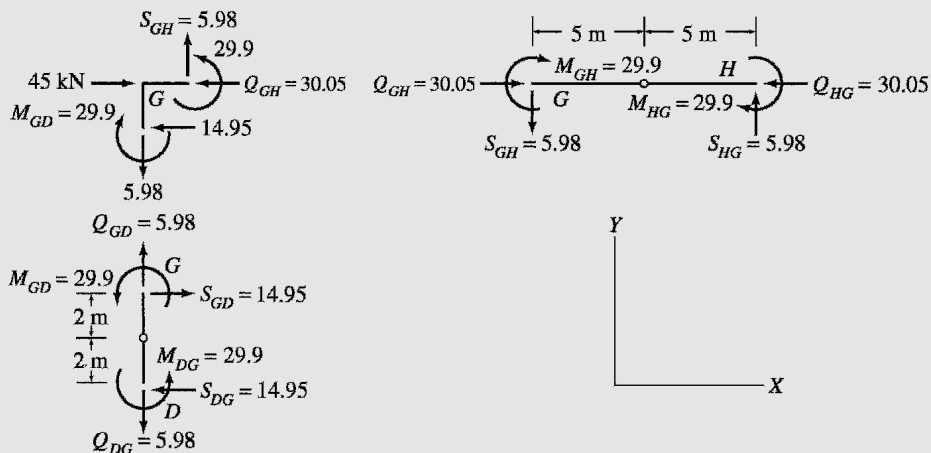 S_GH = 5.98
29.9
45 kN
G
Q_GH = 30.05
M_GD = 29.9
14.95
5.98
5 m
5 m
Q_GH = 30.05
M_GH = 29.9
H
Q_HG = 30.05
G
M_HG = 29.9
S_GH = 5.98
S_HG = 5.98
Q_GD = 5.98
G
M_GD = 29.9
S_GD = 14.95
2 m
2 m
M_DG = 29.9
S_DG = 14.95
D
Q_DG = 5.98
Y
X